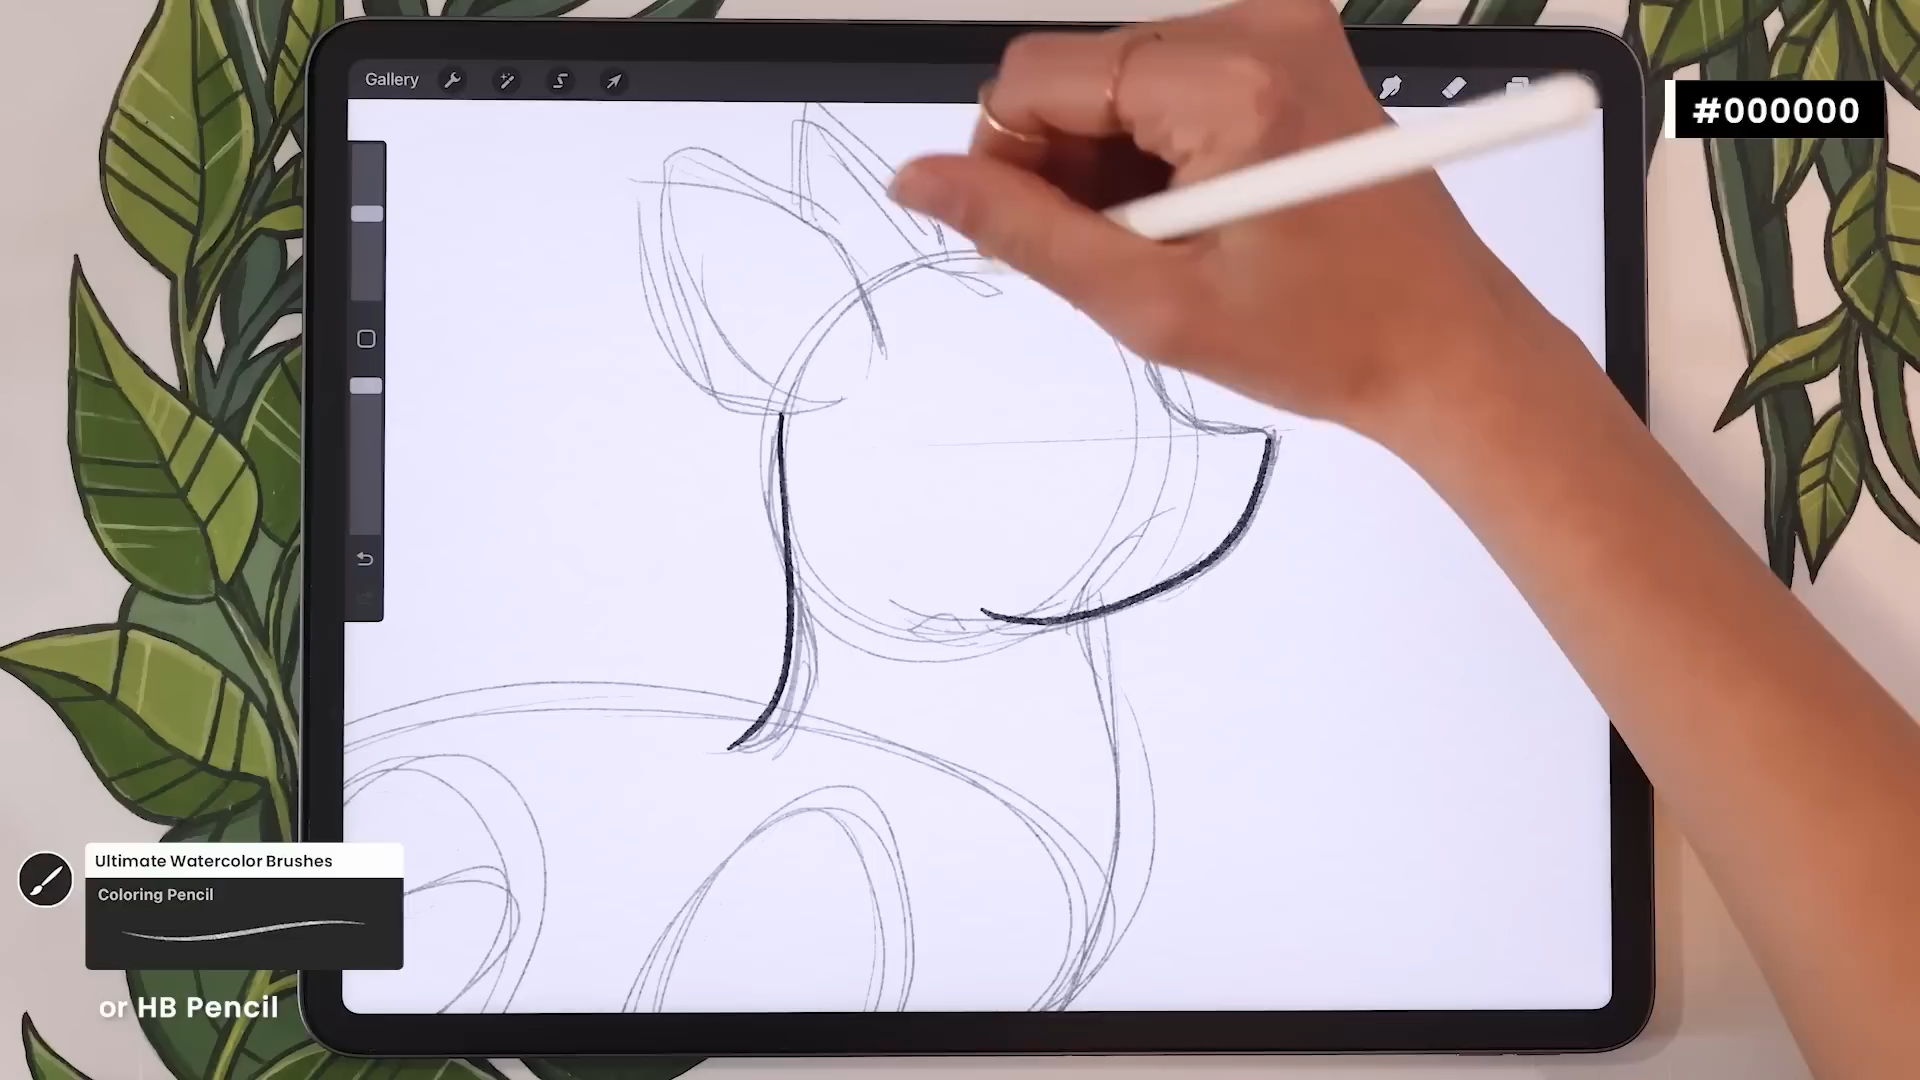 Gallery
#000000
Ultimate Watercolor Brushes
Coloring Pencil
or HB Pencil